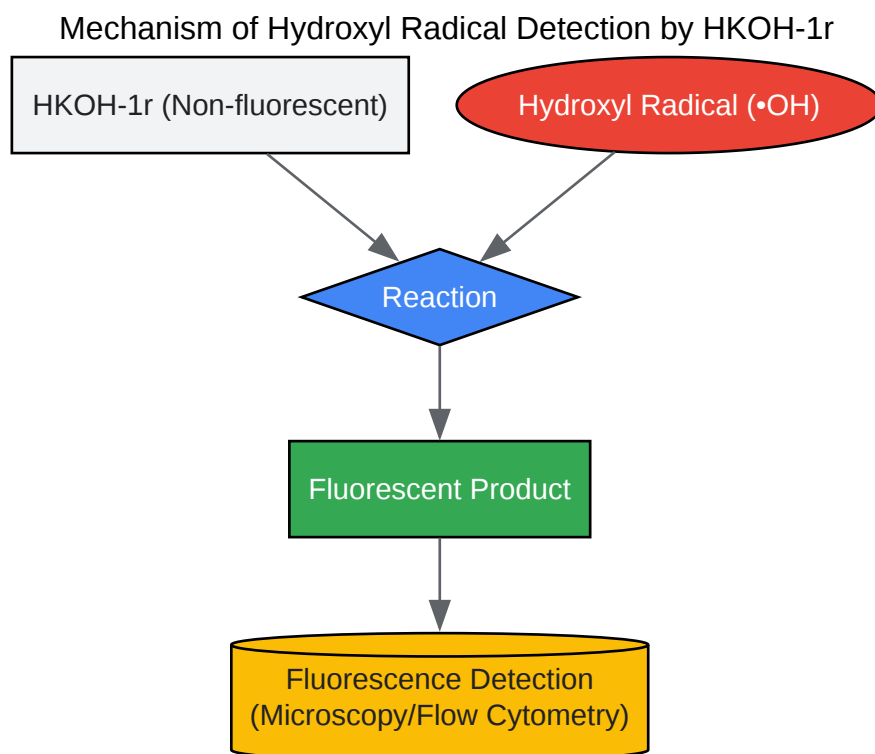 Mechanism of Hydroxyl Radical Detection by HKOH-1r
HKOH-1r (Non-fluorescent)
Hydroxyl Radical (•OH)
Reaction
Fluorescent Product
Fluorescence Detection
(Microscopy/Flow Cytometry)